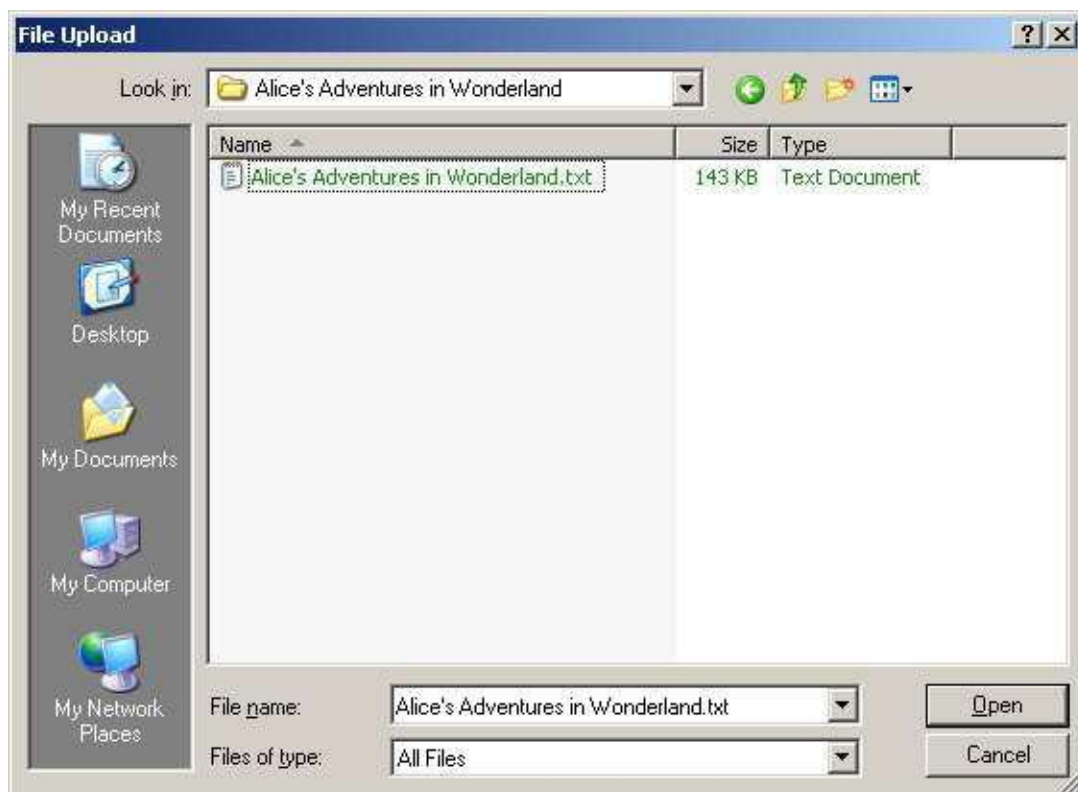 File Upload
Look in: Alice's Adventures in Wonderland
Name Size Type
Alice's Adventures in Wonderland.txt 143 KB Text Document
My Recent
Documents
Desktop
My Documents
My Computer
My Network
Places
File name: Alice's Adventures in Wonderland.txt Open
Files of type: All Files Cancel